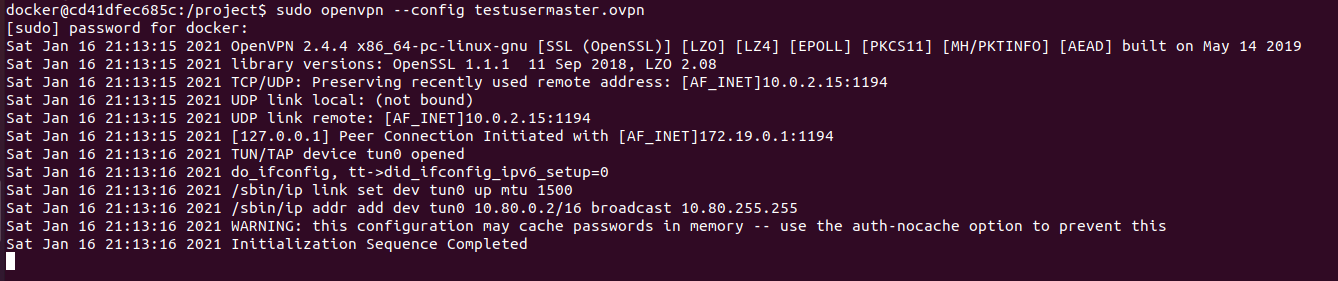 docker@cd41dfec685c:/project$ sudo openvpn --config testusermaster.ovpn
[sudo] password for docker:
Sat Jan 16 21:13:15 2021 OpenVPN 2.4.4 x86_64-pc-linux-gnu [SSL (OpenSSL)] [LZO] [LZ4] [EPOLL] [PKCS11] [MH/PKTINFO] [AEAD] built on May 14 2019
Sat Jan 16 21:13:15 2021 library versions: OpenSSL 1.1.1  11 Sep 2018, LZO 2.08
Sat Jan 16 21:13:15 2021 TCP/UDP: Preserving recently used remote address: [AF_INET]10.0.2.15:1194
Sat Jan 16 21:13:15 2021 UDP link local: (not bound)
Sat Jan 16 21:13:15 2021 UDP link remote: [AF_INET]10.0.2.15:1194
Sat Jan 16 21:13:15 2021 [127.0.0.1] Peer Connection Initiated with [AF_INET]172.19.0.1:1194
Sat Jan 16 21:13:16 2021 TUN/TAP device tun0 opened
Sat Jan 16 21:13:16 2021 do_ifconfig, tt->did_ifconfig_ipv6_setup=0
Sat Jan 16 21:13:16 2021 /sbin/ip link set dev tun0 up mtu 1500
Sat Jan 16 21:13:16 2021 /sbin/ip addr add dev tun0 10.80.0.2/16 broadcast 10.80.255.255
Sat Jan 16 21:13:16 2021 WARNING: this configuration may cache passwords in memory -- use the auth-nocache option to prevent this
Sat Jan 16 21:13:16 2021 Initialization Sequence Completed